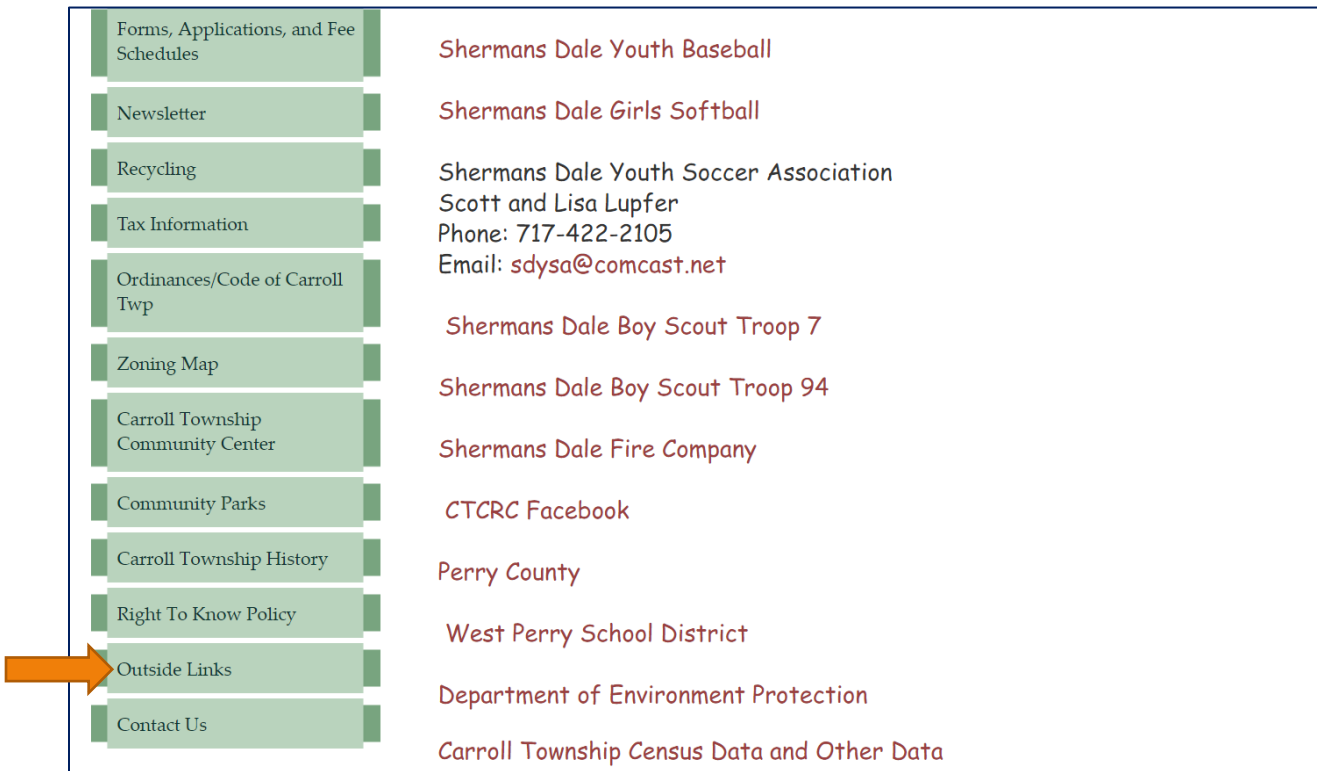 Forms, Applications, and Fee
Schedules
Newsletter
Recycling
Tax Information
Ordinances/Code of Carroll
Twp
Zoning Map
Carroll Township
Community Center
Community Parks
Carroll Township History
Right To Know Policy
Outside Links
Contact Us
Shermans Dale Youth Baseball
Shermans Dale Girls Softball
Shermans Dale Youth Soccer Association
Scott and Lisa Lupfer
Phone: 717-422-2105
Email: sdysa@comcast.net
Shermans Dale Boy Scout Troop 7
Shermans Dale Boy Scout Troop 94
Shermans Dale Fire Company
CTCRC Facebook
Perry County
West Perry School District
Department of Environment Protection
Carroll Township Census Data and Other Data